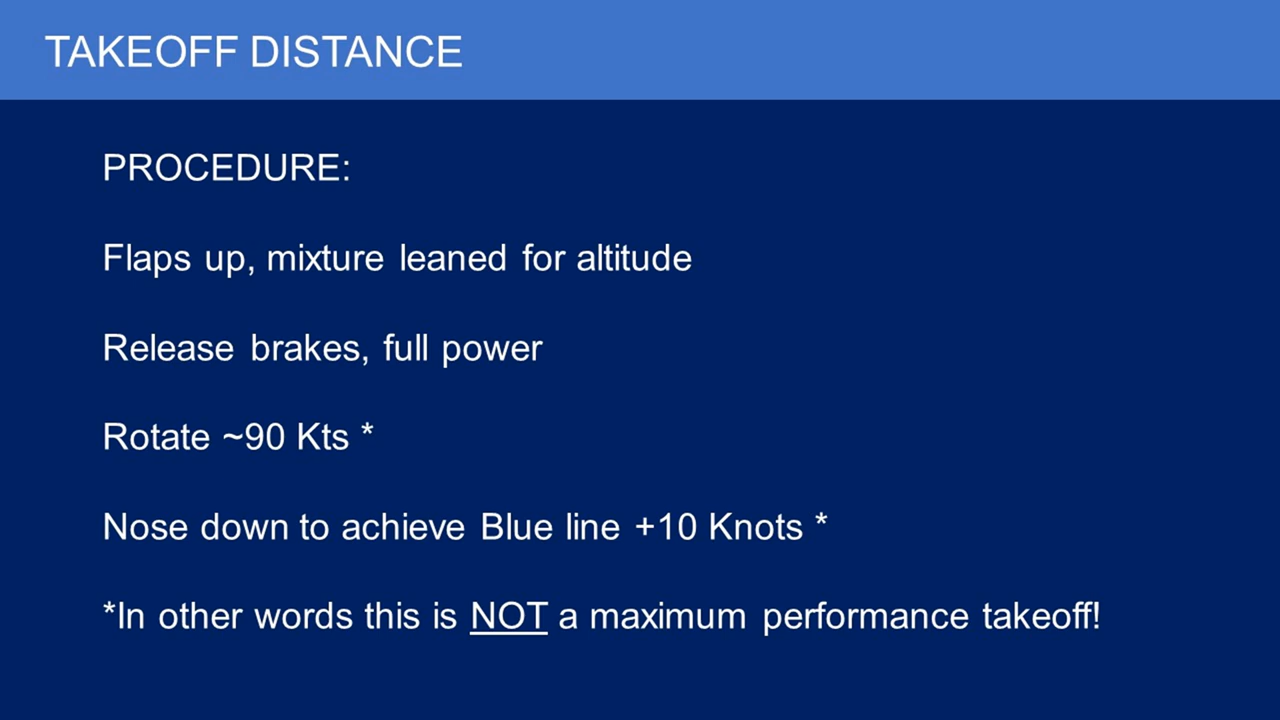 TAKEOFF DISTANCE
PROCEDURE:
Flaps up, mixture leaned for altitude
Release brakes, full power
Rotate ~90 Kts *
Nose down to achieve Blue line +10 Knots *
*In other words this is NOT a maximum performance takeoff!